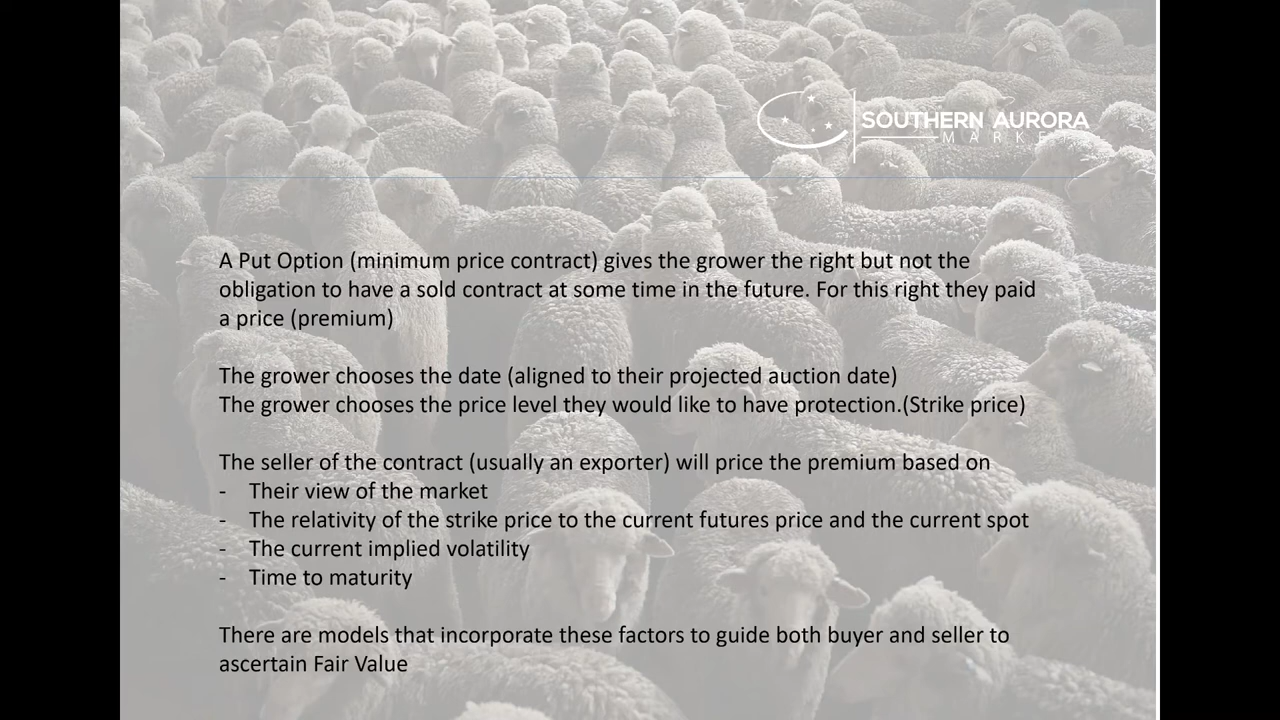 SOUTHERN AURORA
MARKE
A Put Option (minimum price contract) gives the grower the right but not the
obligation to have a sold contract at some time in the future. For this right they paid
a price (premium)
The grower chooses the date (aligned to their projected auction date)
The grower chooses the price level they would like to have protection.(Strike price)
The seller of the contract (usually an exporter) will price the premium based on
- Their view of the market
- The relativity of the strike price to the current futures price and the current spot
- The current implied volatility
- Time to maturity
There are models that incorporate these factors to guide both buyer and seller to
ascertain Fair Value